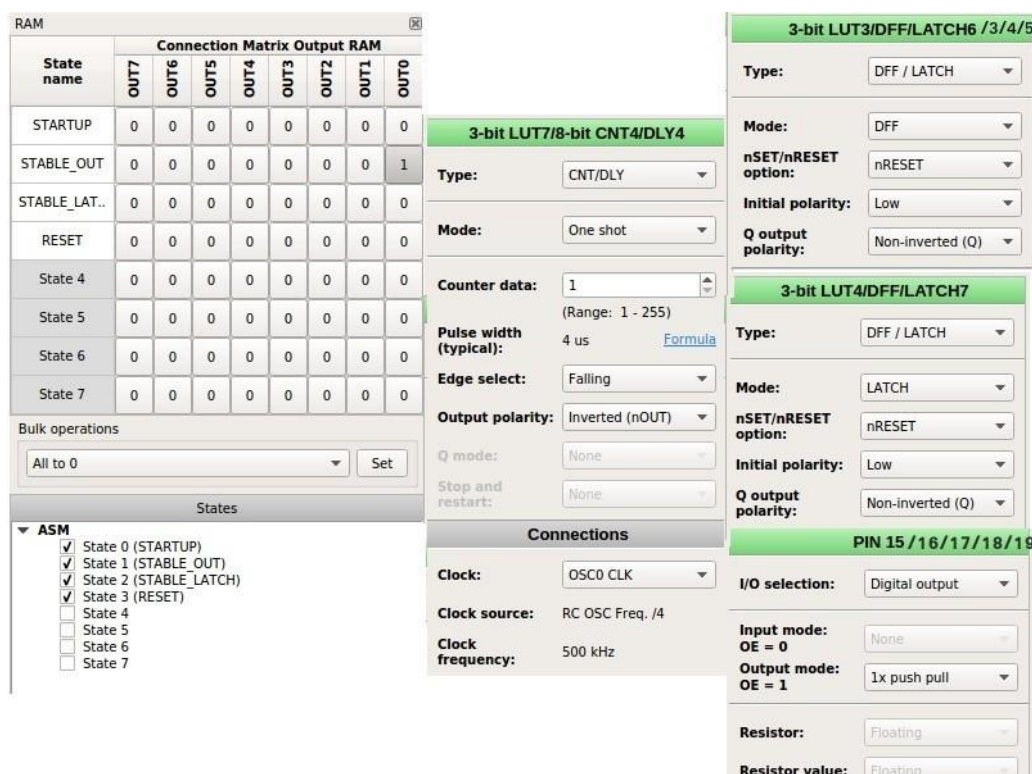 RAM
State name
Connection Matrix Output RAM
OUT7 OUT6 OUT5 OUT4 OUT3 OUT2 OUT1 OUT0
STARTUP 0 0 0 0 0 0 0 0
STABLE_OUT 0 0 0 0 0 0 0 1
STABLE_LAT.. 0 0 0 0 0 0 0 0
RESET 0 0 0 0 0 0 0 0
State 4 0 0 0 0 0 0 0 0
State 5 0 0 0 0 0 0 0 0
State 6 0 0 0 0 0 0 0 0
State 7 0 0 0 0 0 0 0 0
Bulk operations
All to 0 Set
States
ASM
State 0 (STARTUP)
State 1 (STABLE_OUT)
State 2 (STABLE_LATCH)
State 3 (RESET)
State 4
State 5
State 6
State 7
3-bit LUT7/8-bit CNT4/DLY4
Type: CNT/DLY
Mode: One shot
Counter data: 1
(Range: 1 - 255)
Pulse width
(typical): 4 us Formula
Edge select: Falling
Output polarity: Inverted (nOUT)
Q mode: None
Stop and
restart: None
Connections
Clock: OSC0 CLK
Clock source: RC OSC Freq. /4
Clock
frequency: 500 kHz
3-bit LUT3/DFF/LATCH6 /3/4/5
Type: DFF / LATCH
Mode: DFF
nSET/nRESET
option: nRESET
Initial polarity: Low
Q output
polarity: Non-inverted (Q)
3-bit LUT4/DFF/LATCH7
Type: DFF / LATCH
Mode: LATCH
nSET/nRESET
option: nRESET
Initial polarity: Low
Q output
polarity: Non-inverted (Q)
PIN 15/16/17/18/19
I/O selection: Digital output
Input mode:
OE = 0 None
Output mode:
OE = 1 1x push pull
Resistor: Floating
Resistor value: Floating